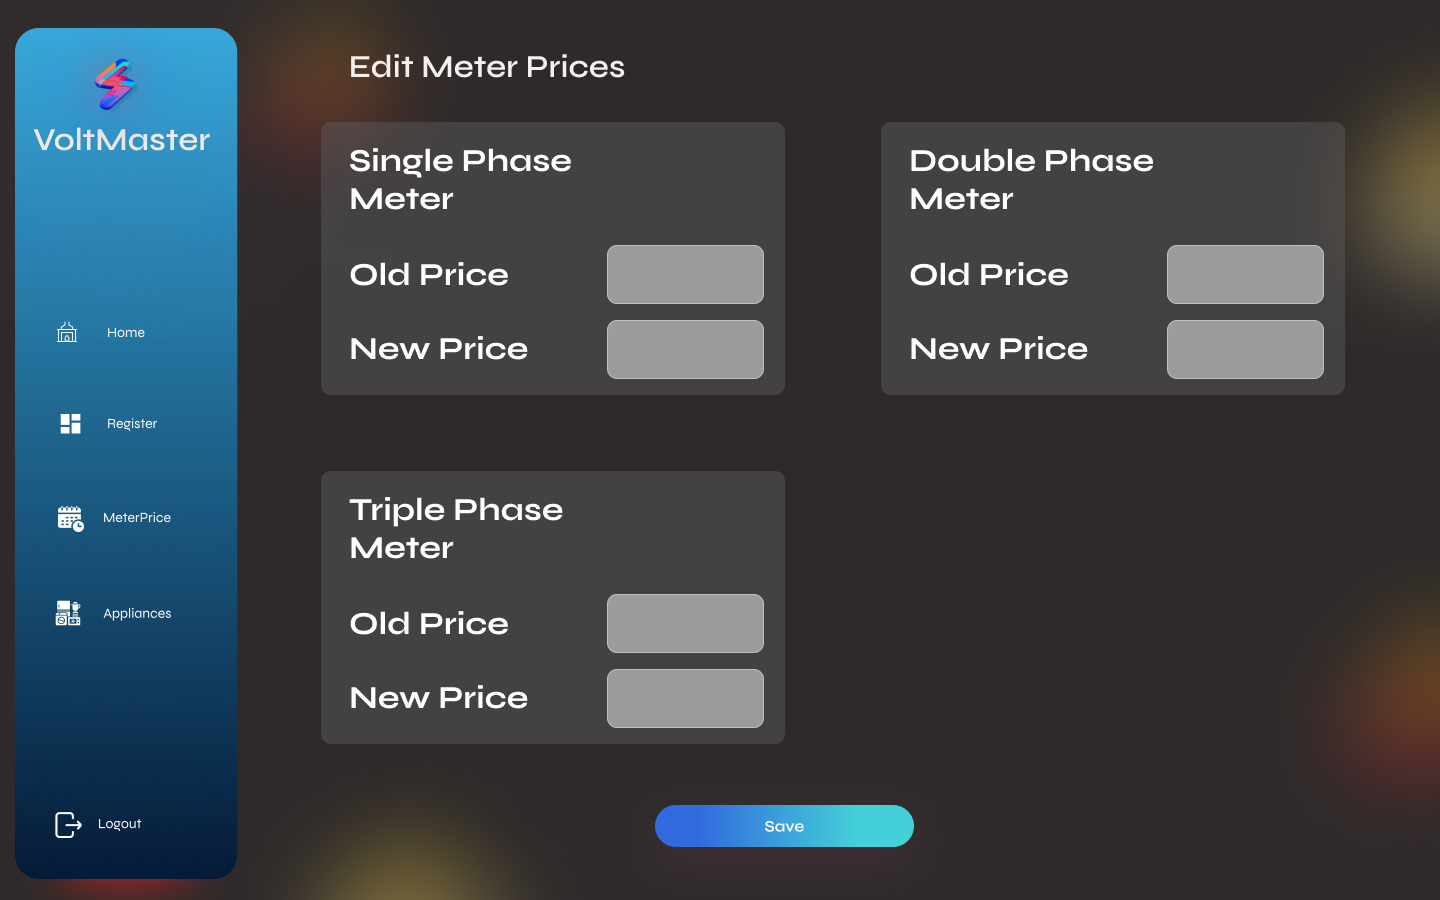 VoltMaster
Home
Register
MeterPrice
Appliances
Logout
Edit Meter Prices
Single Phase
Meter
Old Price
New Price
Double Phase
Meter
Old Price
New Price
Triple Phase
Meter
Old Price
New Price
Save